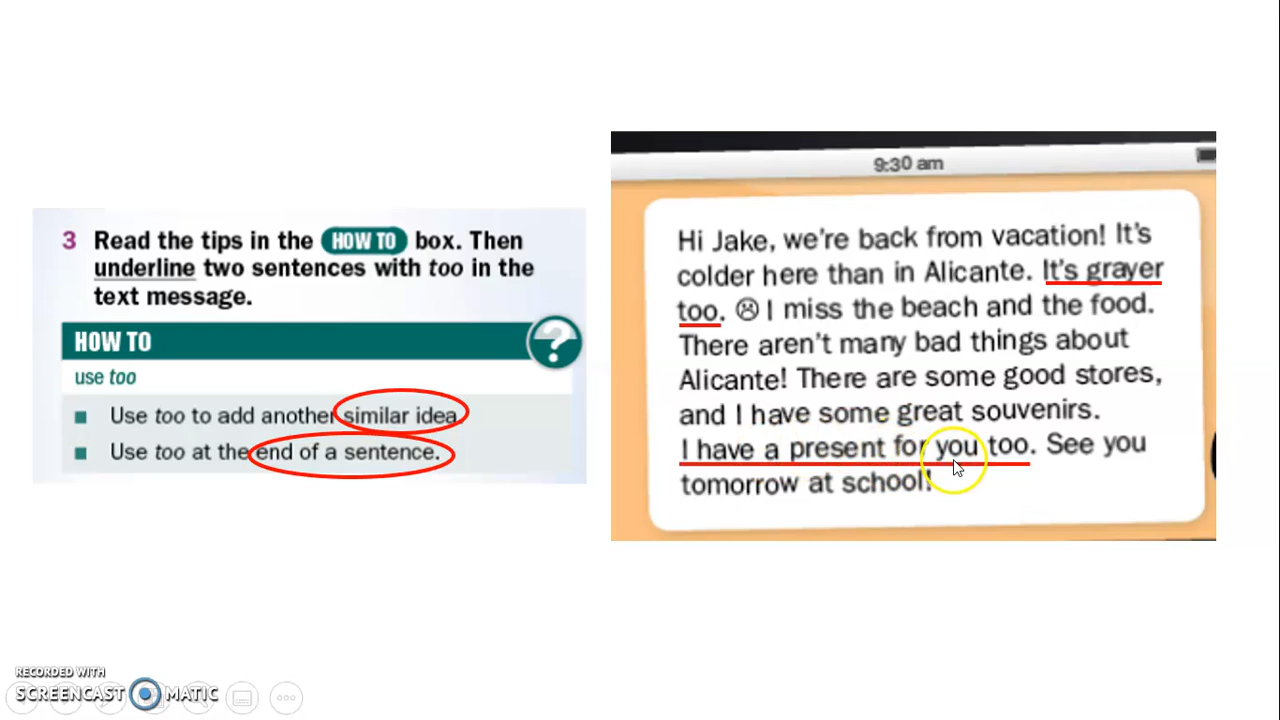 3 Read the tips in the HOW TO box. Then
underline two sentences with too in the
text message.
HOW TO
?
use too
Use too to add another similar idea.
Use too at the end of a sentence.
9:30 am
Hi Jake, we're back from vacation! It's
colder here than in Alicante. It's grayer
too. ☹ I miss the beach and the food.
There aren't many bad things about
Alicante! There are some good stores,
and I have some great souvenirs.
I have a present for you too. See you
tomorrow at school!
RECORDED WITH
SCREENCAST MATIC